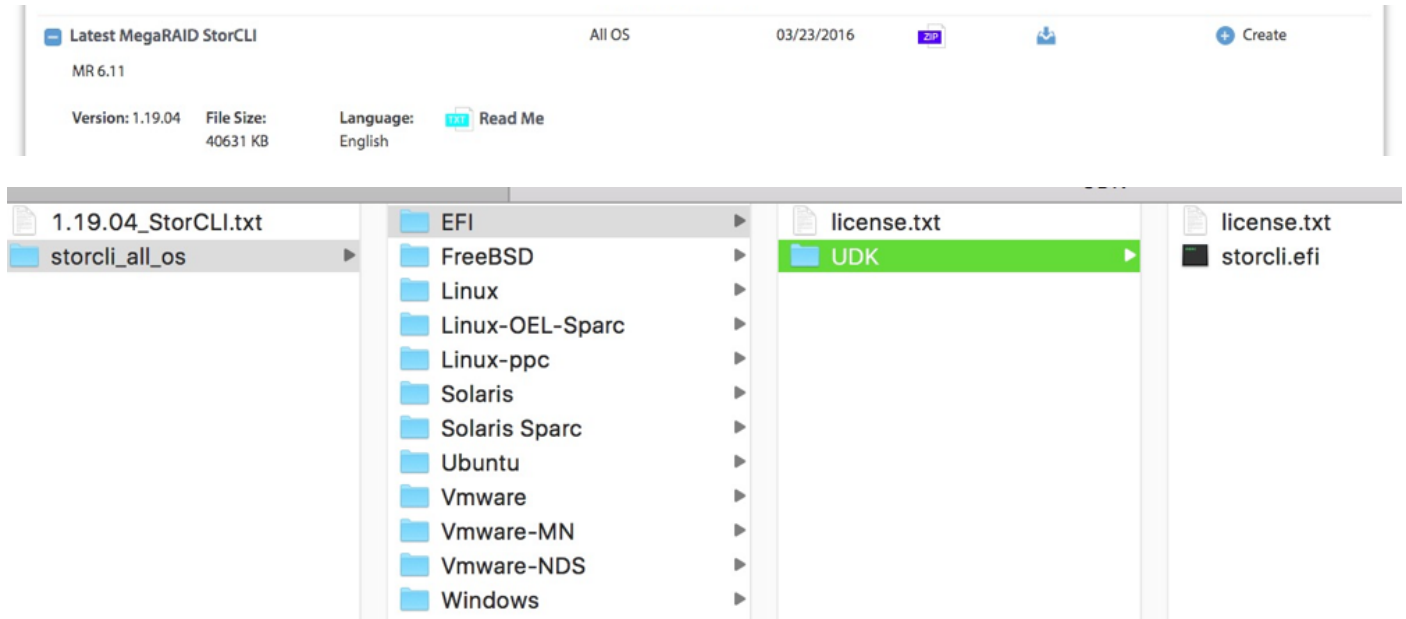 Latest MegaRAID StorCLI All OS 03/23/2016 ZIP Create
MR 6.11
Version: 1.19.04 File Size: Language: TXT Read Me
40631 KB English
1.19.04_StorCLI.txt EFI license.txt license.txt
storcli_all_os FreeBSD UDK storcli.efi
Linux
Linux-OEL-Sparc
Linux-ppc
Solaris
Solaris Sparc
Ubuntu
Vmware
Vmware-MN
Vmware-NDS
Windows